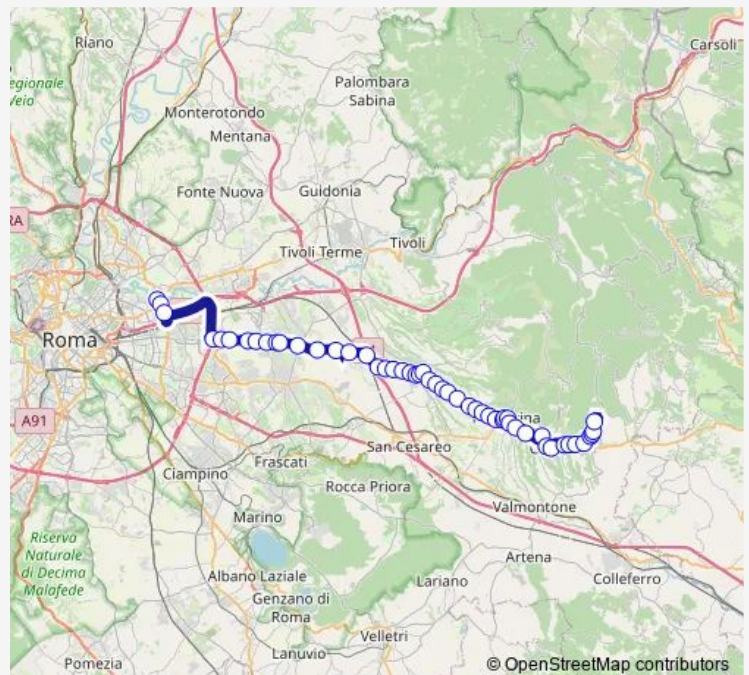 Riano
Carsoli
egionale
Veio
Palombara
Sabina
Monterotondo
Mentana
Fonte Nuova
Guidonia
RA
Tivoli Terme
Tivoli
Roma
A91
San Cesareo
Ciampino
Frascati
Rocca Priora
Valmontone
Marino
Riserva
Naturale
di Decima
Malafede
Artena
Albano Laziale
Colleferro
Lariano
Genzano di
Roma
Velletri
Lanuvio
Pomezia
© OpenStreetMap contributors